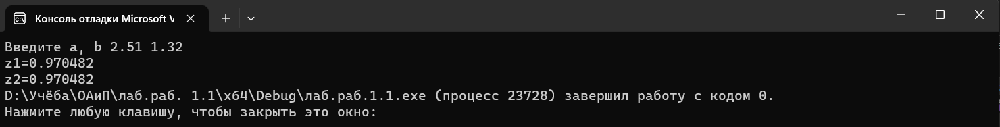 Консоль отладки Microsoft V
Введите a, b 2.51 1.32
z1=0.970482
z2=0.970482
D:\Учёба\ОАиП\лаб.раб. 1.1\x64\Debug\лаб.раб.1.1.exe (процесс 23728) завершил работу с кодом 0.
Нажмите любую клавишу, чтобы закрыть это окно: